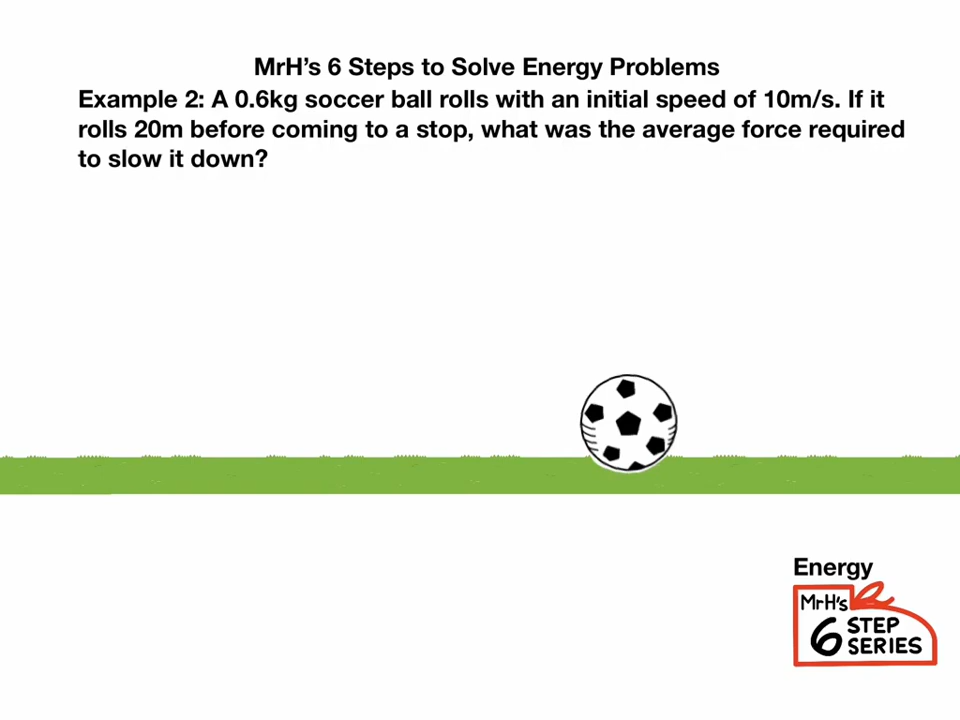 MrH’s 6 Steps to Solve Energy Problems
Example 2: A 0.6kg soccer ball rolls with an initial speed of 10m/s. If it
rolls 20m before coming to a stop, what was the average force required
to slow it down?
Energy
MrH's
6 STEP
SERIES